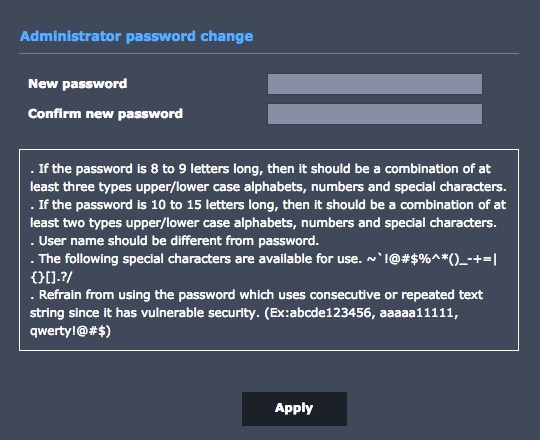 Administrator password change
New password
Confirm new password
. If the password is 8 to 9 letters long, then it should be a combination of at
least three types upper/lower case alphabets, numbers and special characters.
. If the password is 10 to 15 letters long, then it should be a combination of at
least two types upper/lower case alphabets, numbers and special characters.
. User name should be different from password.
. The following special characters are available for use. ~`!@#$%^*()_-+=|
{}[].?/
. Refrain from using the password which uses consecutive or repeated text
string since it has vulnerable security. (Ex:abcde123456, aaaaa11111,
qwerty!@#$)
Apply